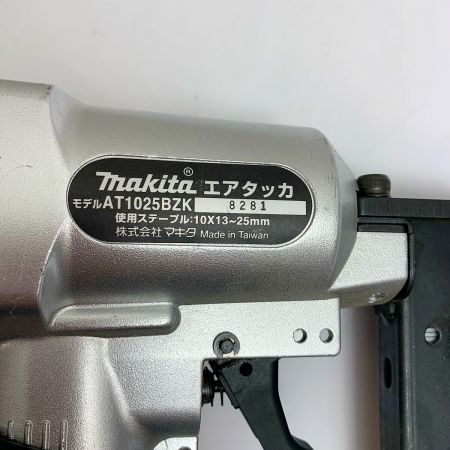 makita® エアタッカ
モデルAT1025BZK 8281
使用ステープル:10X13~25mm
株式会社マキタ Made in Taiwan